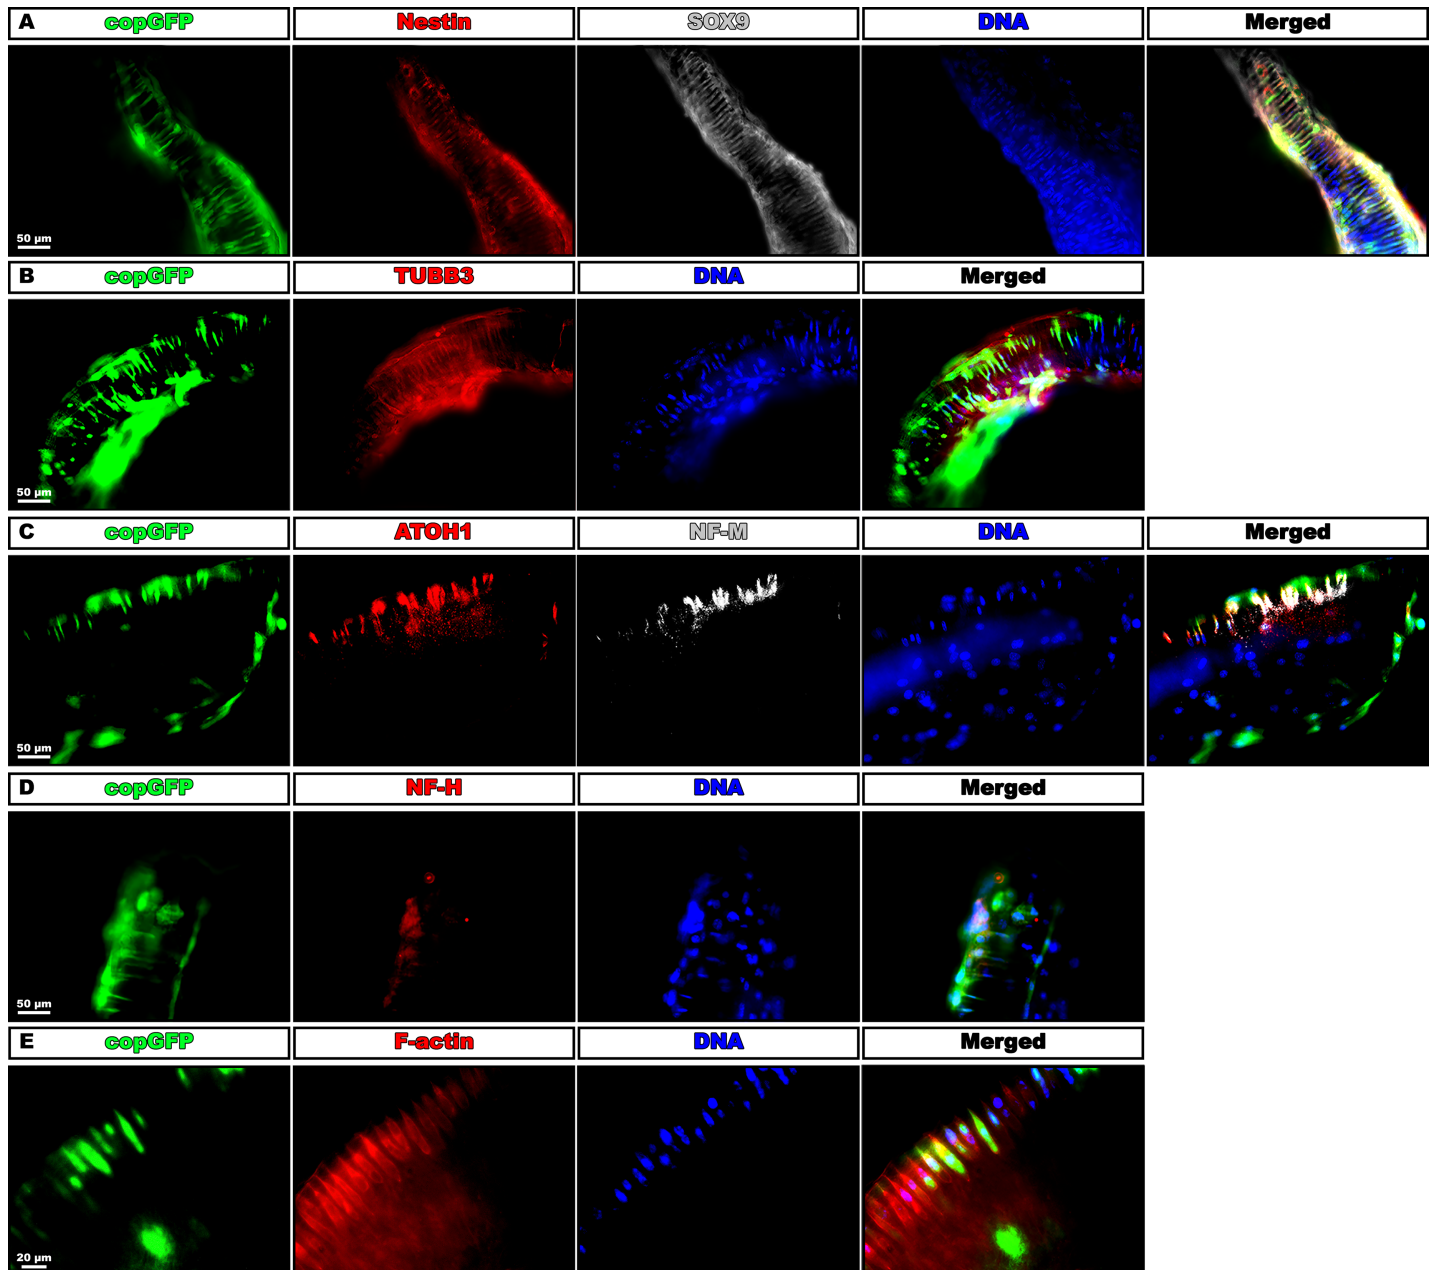 A copGFP Nestin SOX9 DNA Merged
50 µm
B copGFP TUBB3 DNA Merged
50 µm
C copGFP ATOH1 NF-M DNA Merged
50 µm
D copGFP NF-H DNA Merged
50 µm
E copGFP F-actin DNA Merged
20 µm